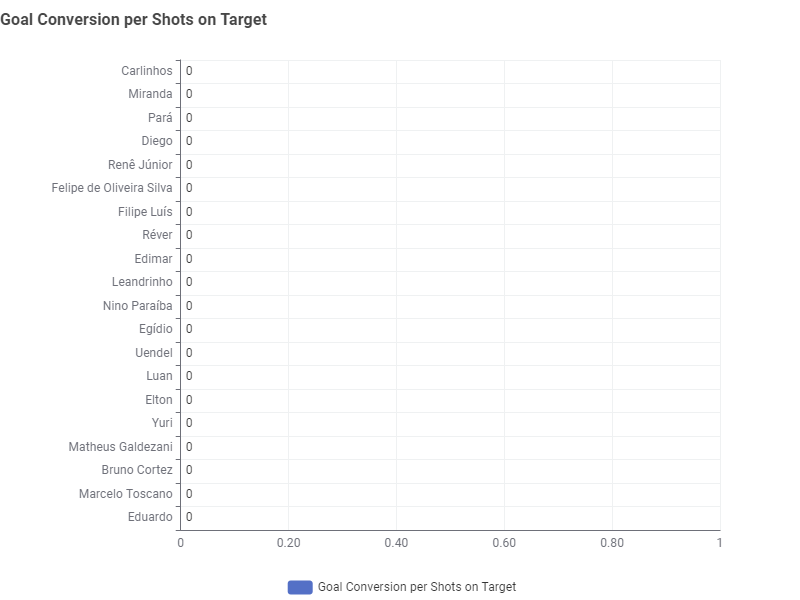 Goal Conversion per Shots on Target
Carlinhos 0
Miranda 0
Pará 0
Diego 0
Renê Júnior 0
Felipe de Oliveira Silva 0
Filipe Luís 0
Réver 0
Edimar 0
Leandrinho 0
Nino Paraíba 0
Egídio 0
Uendel 0
Luan 0
Elton 0
Yuri 0
Matheus Galdezani 0
Bruno Cortez 0
Marcelo Toscano 0
Eduardo 0
0 0.20 0.40 0.60 0.80 1
Goal Conversion per Shots on Target